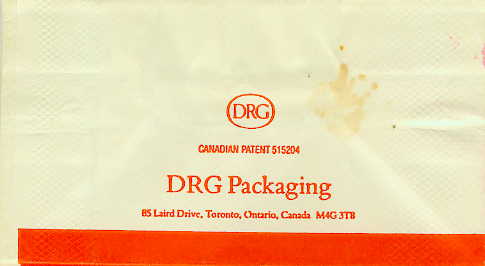 DRG
CANADIAN PATENT 515204
DRG Packaging
85 Laird Drive, Toronto, Ontario, Canada M4G 3T8